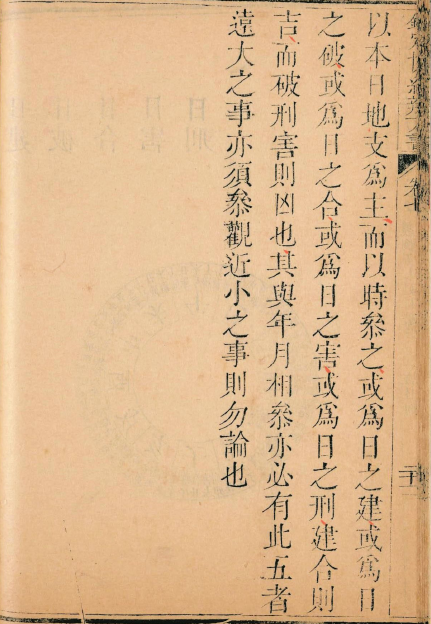 以本日地支爲主而以時叅之或爲日之建或爲日
之破或爲日之合或爲日之害或爲日之刑建合則
吉而破刑害則凶也其與年月相叅亦必有此五者
遠大之事亦須叅觀近小之事則勿論也